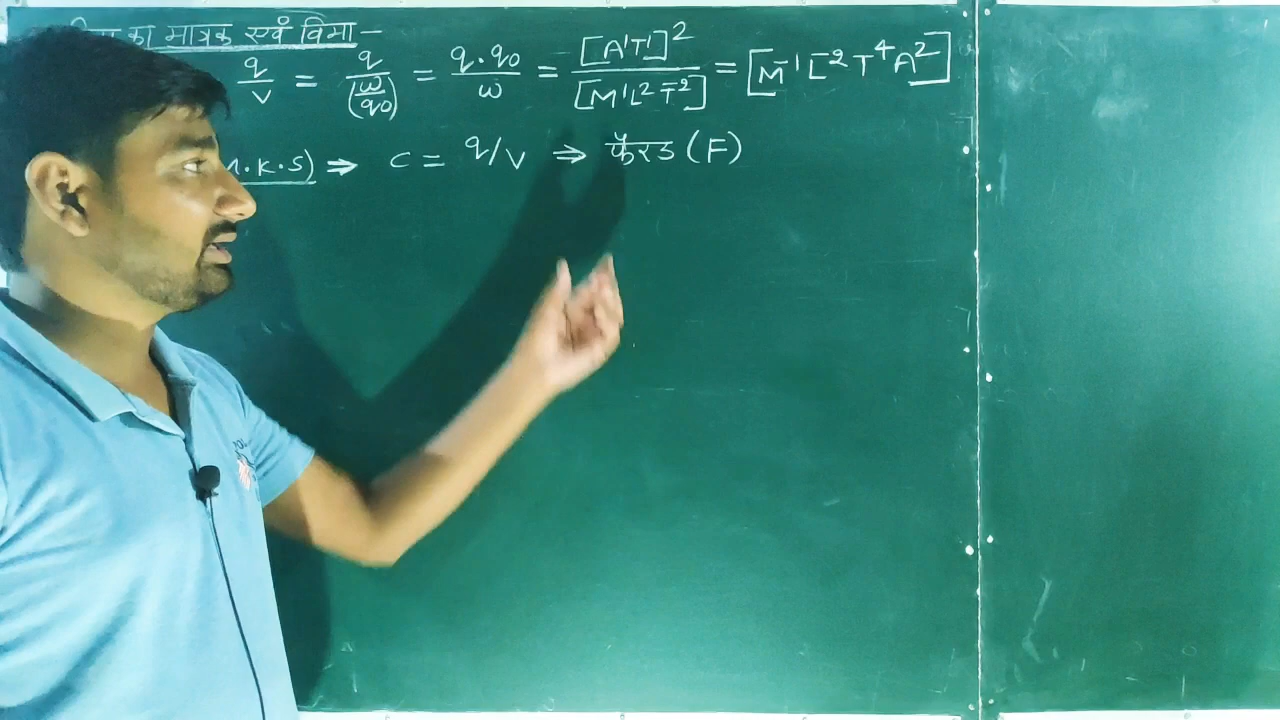 का मात्रक एवं विमा -
q/v = q/(w/q0) = q.q0/w = [A¹T¹]²/[M¹L²T⁻²] = [M⁻¹L⁻²T⁴A²]
.K.S) ⇒ C = q/v ⇒ फैरड (F)